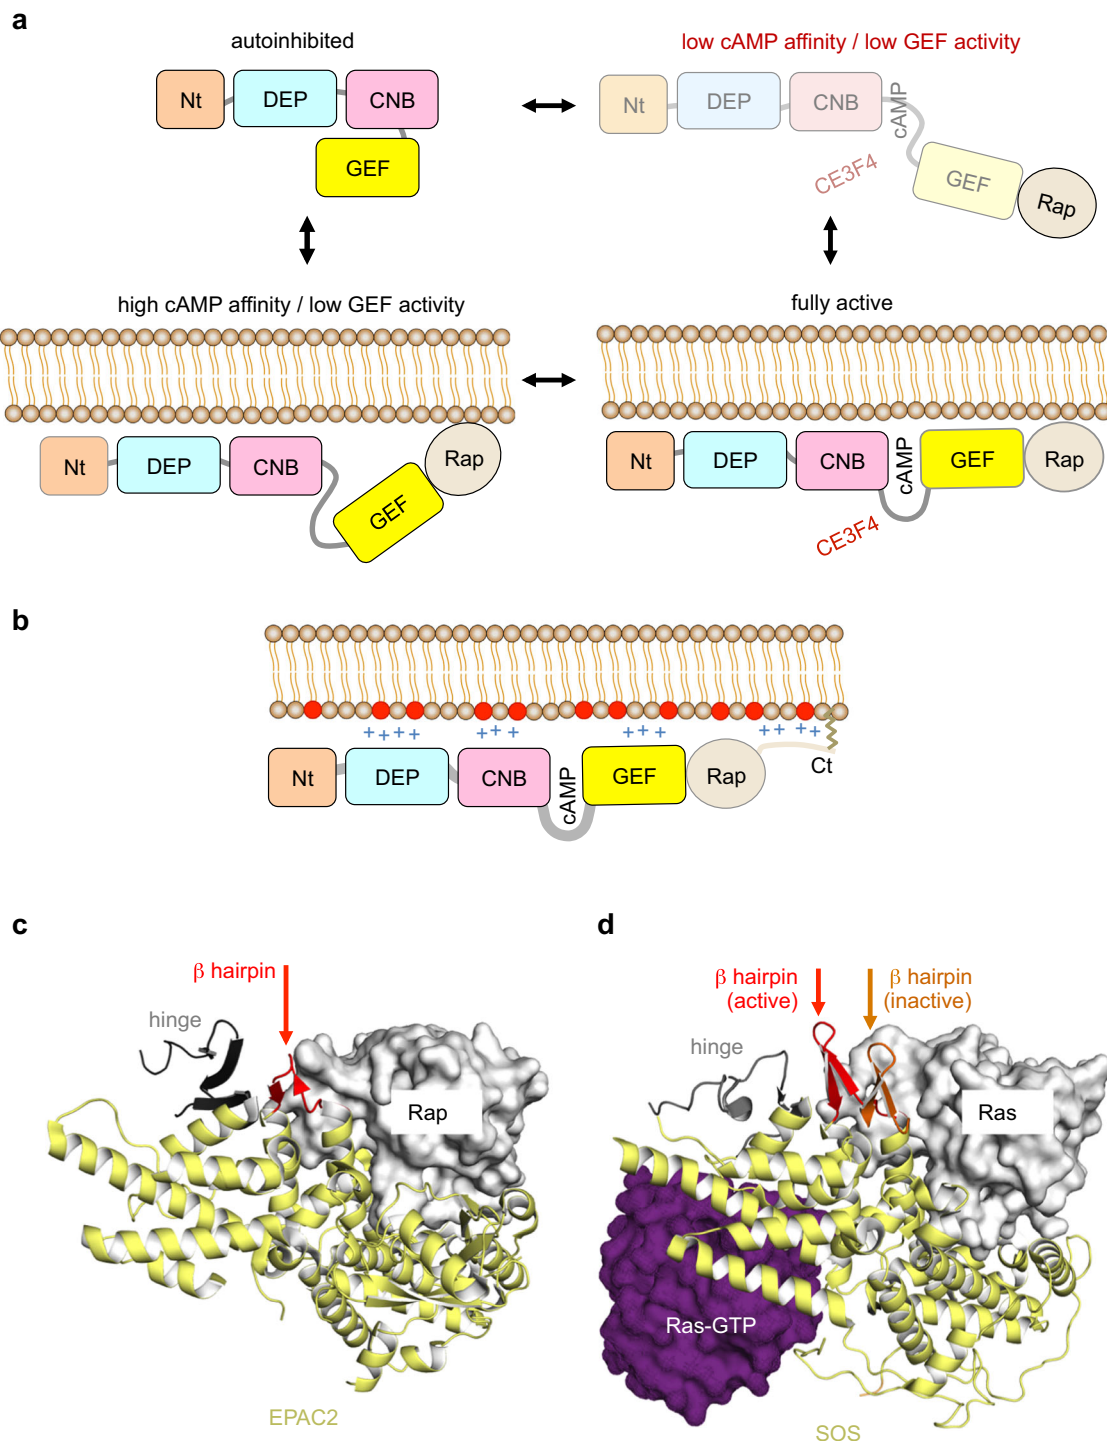 a
autoinhibited
Nt
DEP
CNB
GEF
low cAMP affinity / low GEF activity
Nt
DEP
CNB
cAMP
CE3F4
GEF
Rap
high cAMP affinity / low GEF activity
Nt
DEP
CNB
GEF
Rap
fully active
Nt
DEP
CNB
cAMP
GEF
Rap
CE3F4
b
++++
+++
+++
++ ++
Nt
DEP
CNB
cAMP
GEF
Rap
Ct
c
β hairpin
hinge
Rap
EPAC2
d
β hairpin
(active)
β hairpin
(inactive)
hinge
Ras
Ras-GTP
SOS